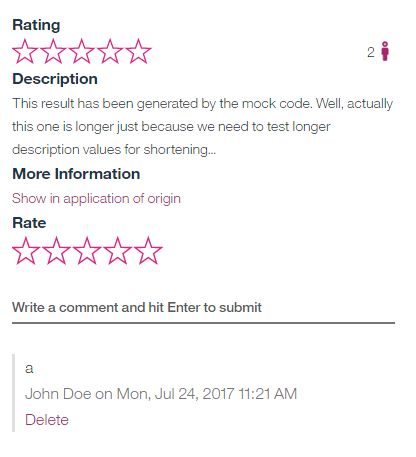 Rating
2
Description
This result has been generated by the mock code. Well, actually
this one is longer just because we need to test longer
description values for shortening...
More Information
Show in application of origin
Rate
Write a comment and hit Enter to submit
a
John Doe on Mon, Jul 24, 2017 11:21 AM
Delete